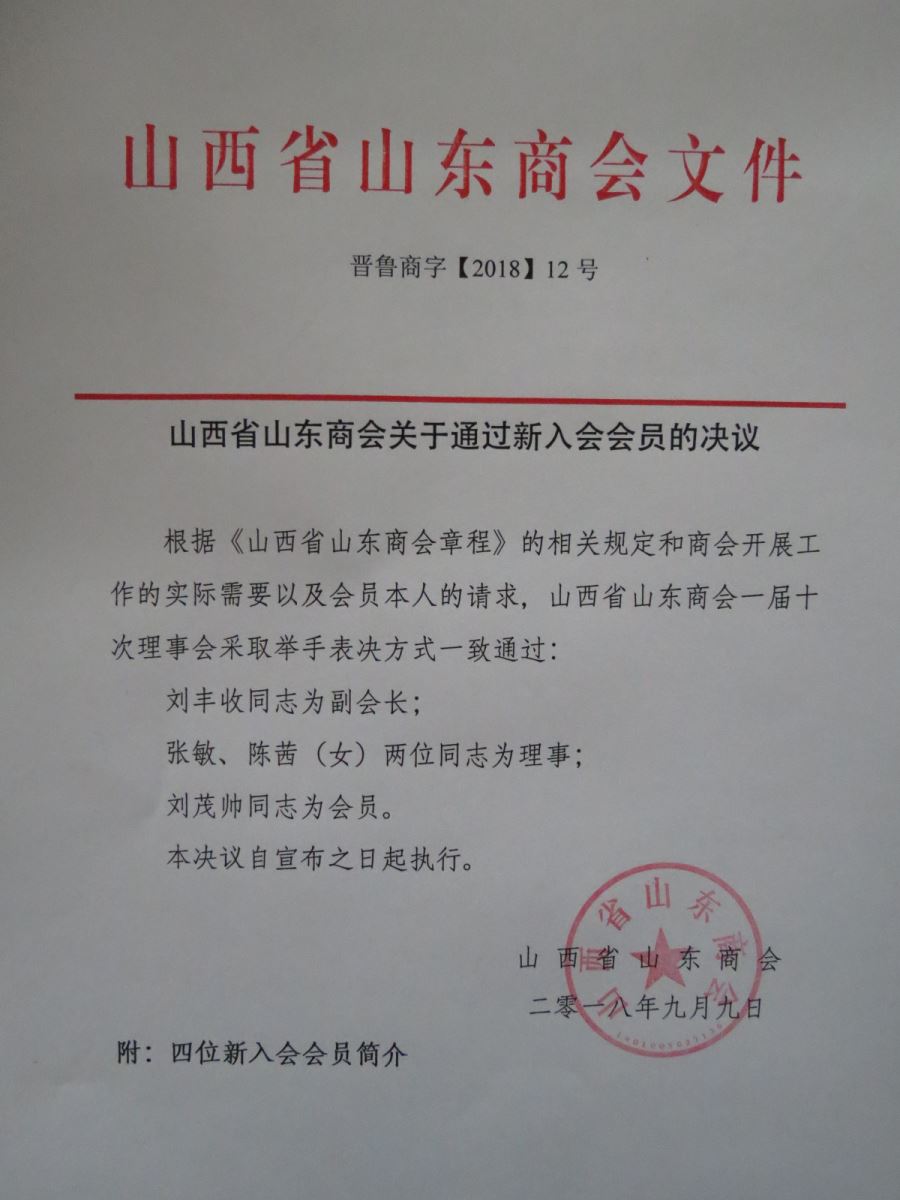 山西省山东商会文件
晋鲁商字【2018】12 号
山西省山东商会关于通过新入会会员的决议
根据《山西省山东商会章程》的相关规定和商会开展工
作的实际需要以及会员本人的请求，山西省山东商会一届十
次理事会采取举手表决方式一致通过：
刘丰收同志为副会长；
张敏、陈茜（女）两位同志为理事；
刘茂帅同志为会员。
本决议自宣布之日起执行。
山西省山东商会
山西省山东商会
二零一八年九月九日
附：四位新入会会员简介